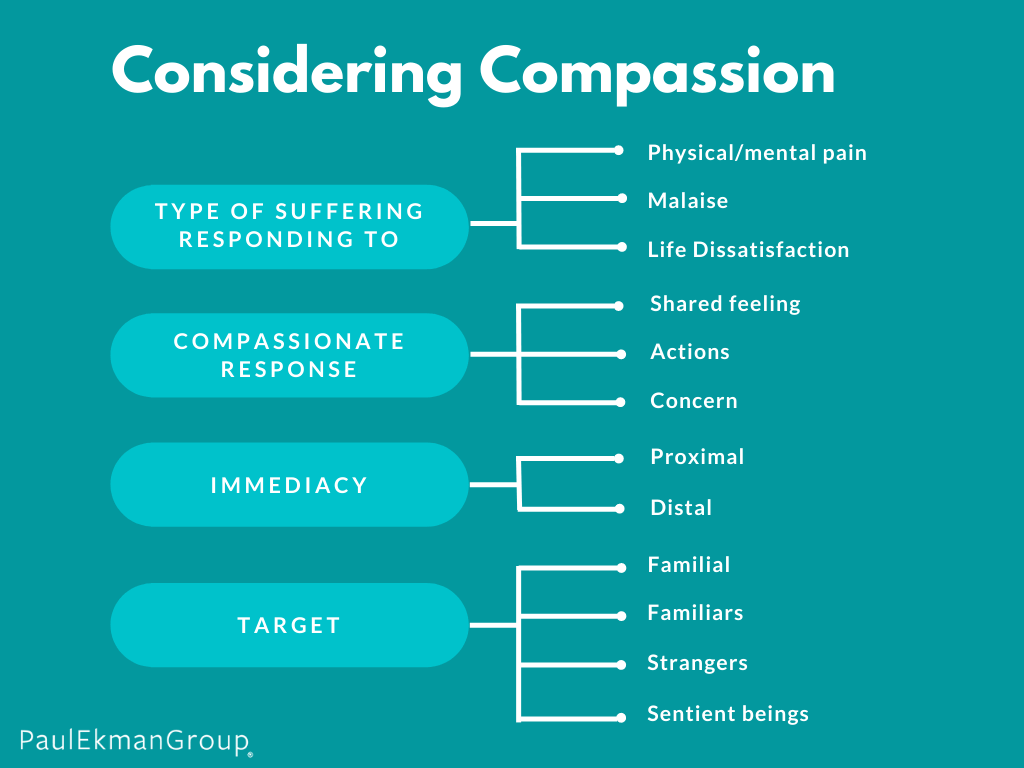 Considering Compassion
TYPE OF SUFFERING
RESPONDING TO
Physical/mental pain
Malaise
Life Dissatisfaction
COMPASSIONATE
RESPONSE
Shared feeling
Actions
Concern
IMMEDIACY
Proximal
Distal
TARGET
Familial
Familiars
Strangers
Sentient beings
PaulEkmanGroup®